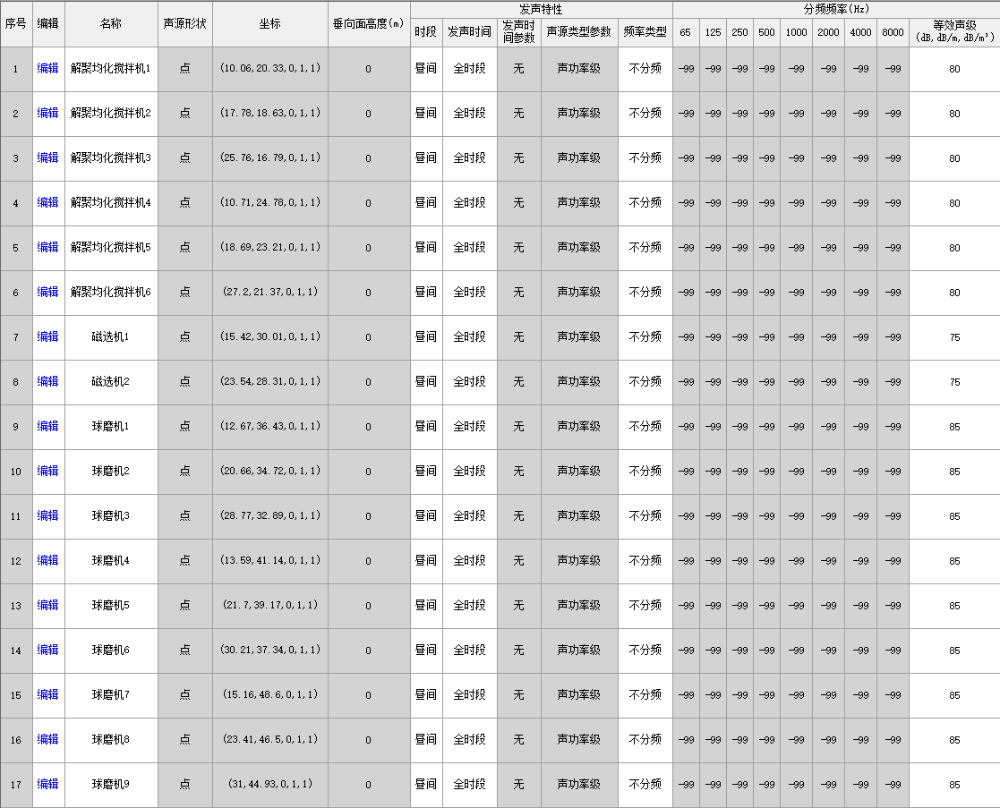 序号 编辑 名称 声源形状 坐标 垂向面高度(m) 发声特性 分频频率(Hz)
时段 发声时间 发声时间参数 声源类型参数 频率类型 65 125 250 500 1000 2000 4000 8000 等效声级(dB,dB/m,dB/m²)
1 编辑 解聚均化搅拌机1 点 (10.06,20.33,0,1,1) 0 昼间 全时段 无 声功率级 不分频 -99 -99 -99 -99 -99 -99 -99 -99 80
2 编辑 解聚均化搅拌机2 点 (17.78,18.63,0,1,1) 0 昼间 全时段 无 声功率级 不分频 -99 -99 -99 -99 -99 -99 -99 -99 80
3 编辑 解聚均化搅拌机3 点 (25.76,16.79,0,1,1) 0 昼间 全时段 无 声功率级 不分频 -99 -99 -99 -99 -99 -99 -99 -99 80
4 编辑 解聚均化搅拌机4 点 (10.71,24.78,0,1,1) 0 昼间 全时段 无 声功率级 不分频 -99 -99 -99 -99 -99 -99 -99 -99 80
5 编辑 解聚均化搅拌机5 点 (18.69,23.21,0,1,1) 0 昼间 全时段 无 声功率级 不分频 -99 -99 -99 -99 -99 -99 -99 -99 80
6 编辑 解聚均化搅拌机6 点 (27.2,21.37,0,1,1) 0 昼间 全时段 无 声功率级 不分频 -99 -99 -99 -99 -99 -99 -99 -99 80
7 编辑 磁选机1 点 (15.42,30.01,0,1,1) 0 昼间 全时段 无 声功率级 不分频 -99 -99 -99 -99 -99 -99 -99 -99 75
8 编辑 磁选机2 点 (23.54,28.31,0,1,1) 0 昼间 全时段 无 声功率级 不分频 -99 -99 -99 -99 -99 -99 -99 -99 75
9 编辑 球磨机1 点 (12.67,36.43,0,1,1) 0 昼间 全时段 无 声功率级 不分频 -99 -99 -99 -99 -99 -99 -99 -99 85
10 编辑 球磨机2 点 (20.66,34.72,0,1,1) 0 昼间 全时段 无 声功率级 不分频 -99 -99 -99 -99 -99 -99 -99 -99 85
11 编辑 球磨机3 点 (28.77,32.89,0,1,1) 0 昼间 全时段 无 声功率级 不分频 -99 -99 -99 -99 -99 -99 -99 -99 85
12 编辑 球磨机4 点 (13.59,41.14,0,1,1) 0 昼间 全时段 无 声功率级 不分频 -99 -99 -99 -99 -99 -99 -99 -99 85
13 编辑 球磨机5 点 (21.7,39.17,0,1,1) 0 昼间 全时段 无 声功率级 不分频 -99 -99 -99 -99 -99 -99 -99 -99 85
14 编辑 球磨机6 点 (30.21,37.34,0,1,1) 0 昼间 全时段 无 声功率级 不分频 -99 -99 -99 -99 -99 -99 -99 -99 85
15 编辑 球磨机7 点 (15.16,48.6,0,1,1) 0 昼间 全时段 无 声功率级 不分频 -99 -99 -99 -99 -99 -99 -99 -99 85
16 编辑 球磨机8 点 (23.41,46.5,0,1,1) 0 昼间 全时段 无 声功率级 不分频 -99 -99 -99 -99 -99 -99 -99 -99 85
17 编辑 球磨机9 点 (31,44.93,0,1,1) 0 昼间 全时段 无 声功率级 不分频 -99 -99 -99 -99 -99 -99 -99 -99 85